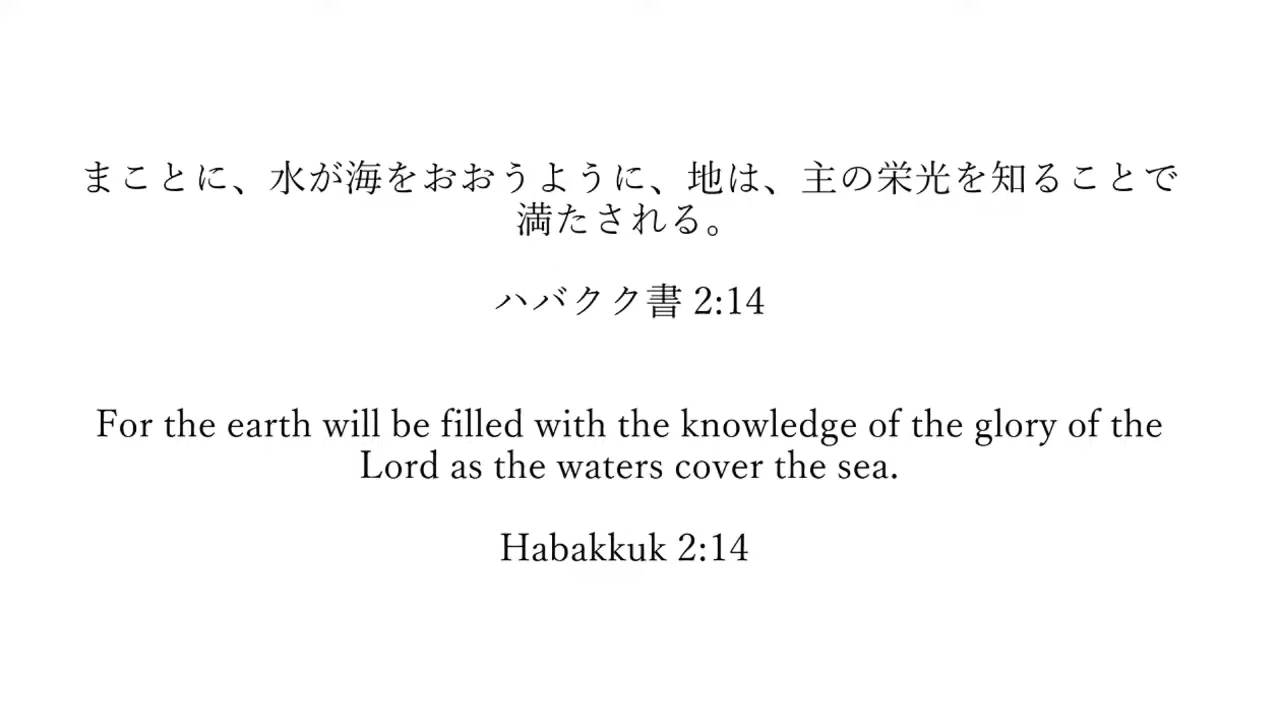 まことに、水が海をおおうように、地は、主の栄光を知ることで
満たされる。
ハバクク書 2:14
For the earth will be filled with the knowledge of the glory of the
Lord as the waters cover the sea.
Habakkuk 2:14